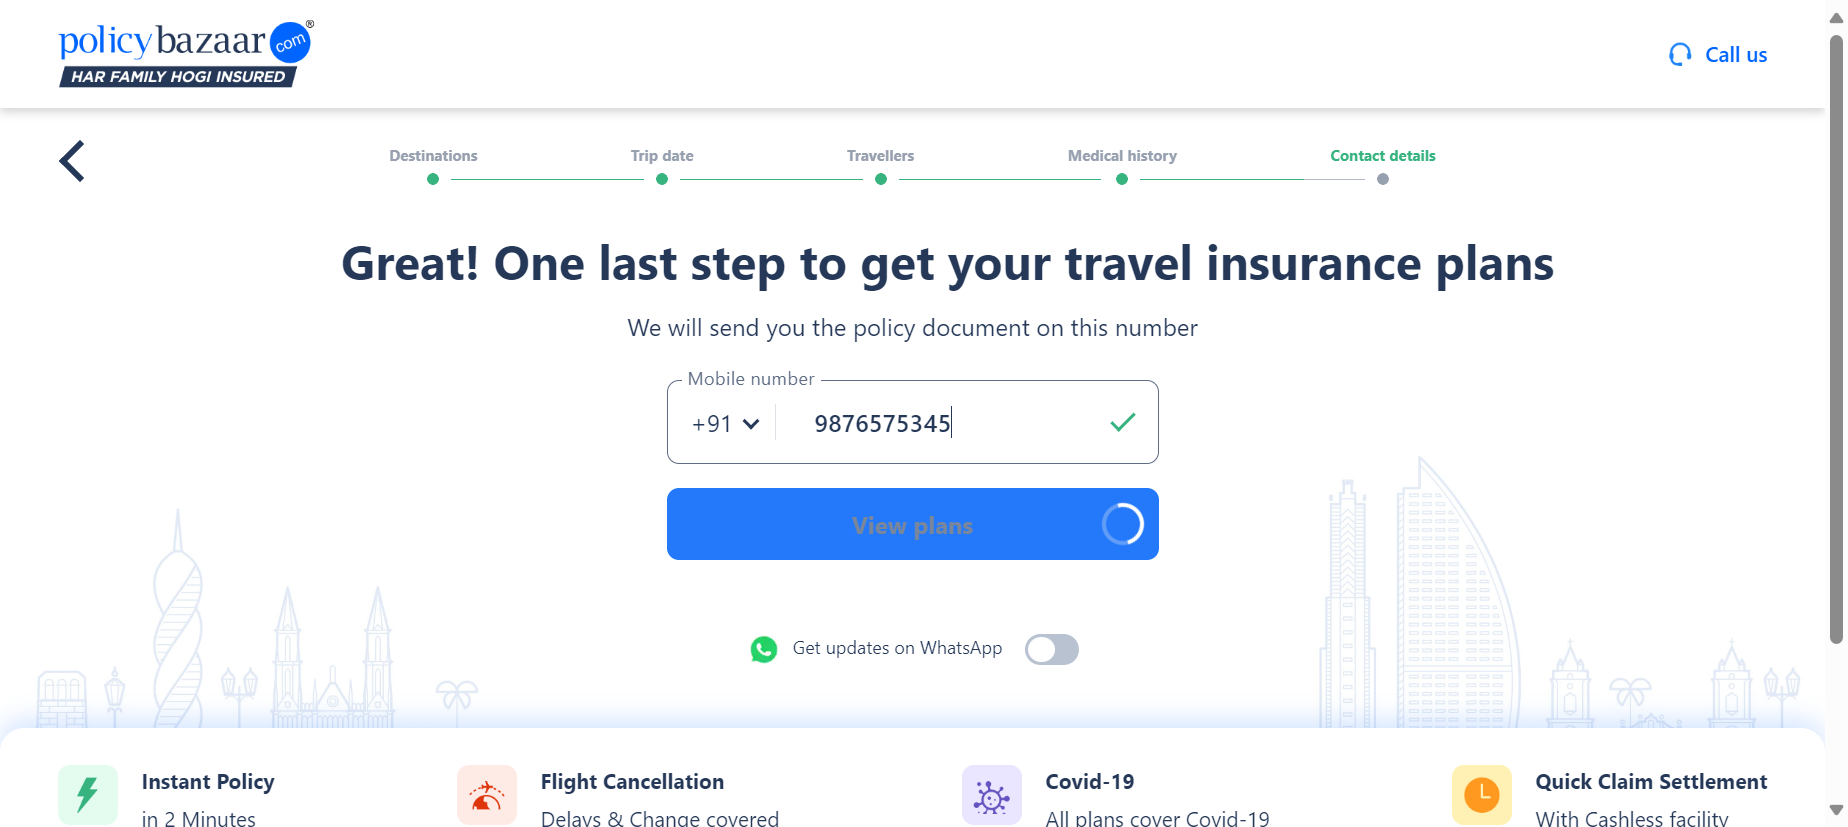 policybazaar com ®
HAR FAMILY HOGI INSURED
Call us
Destinations
Trip date
Travellers
Medical history
Contact details
Great! One last step to get your travel insurance plans
We will send you the policy document on this number
Mobile number
+91 9876575345
View plans
Get updates on WhatsApp
Instant Policy
in 2 Minutes
Flight Cancellation
Delays & Change covered
Covid-19
All plans cover Covid-19
Quick Claim Settlement
With Cashless facility